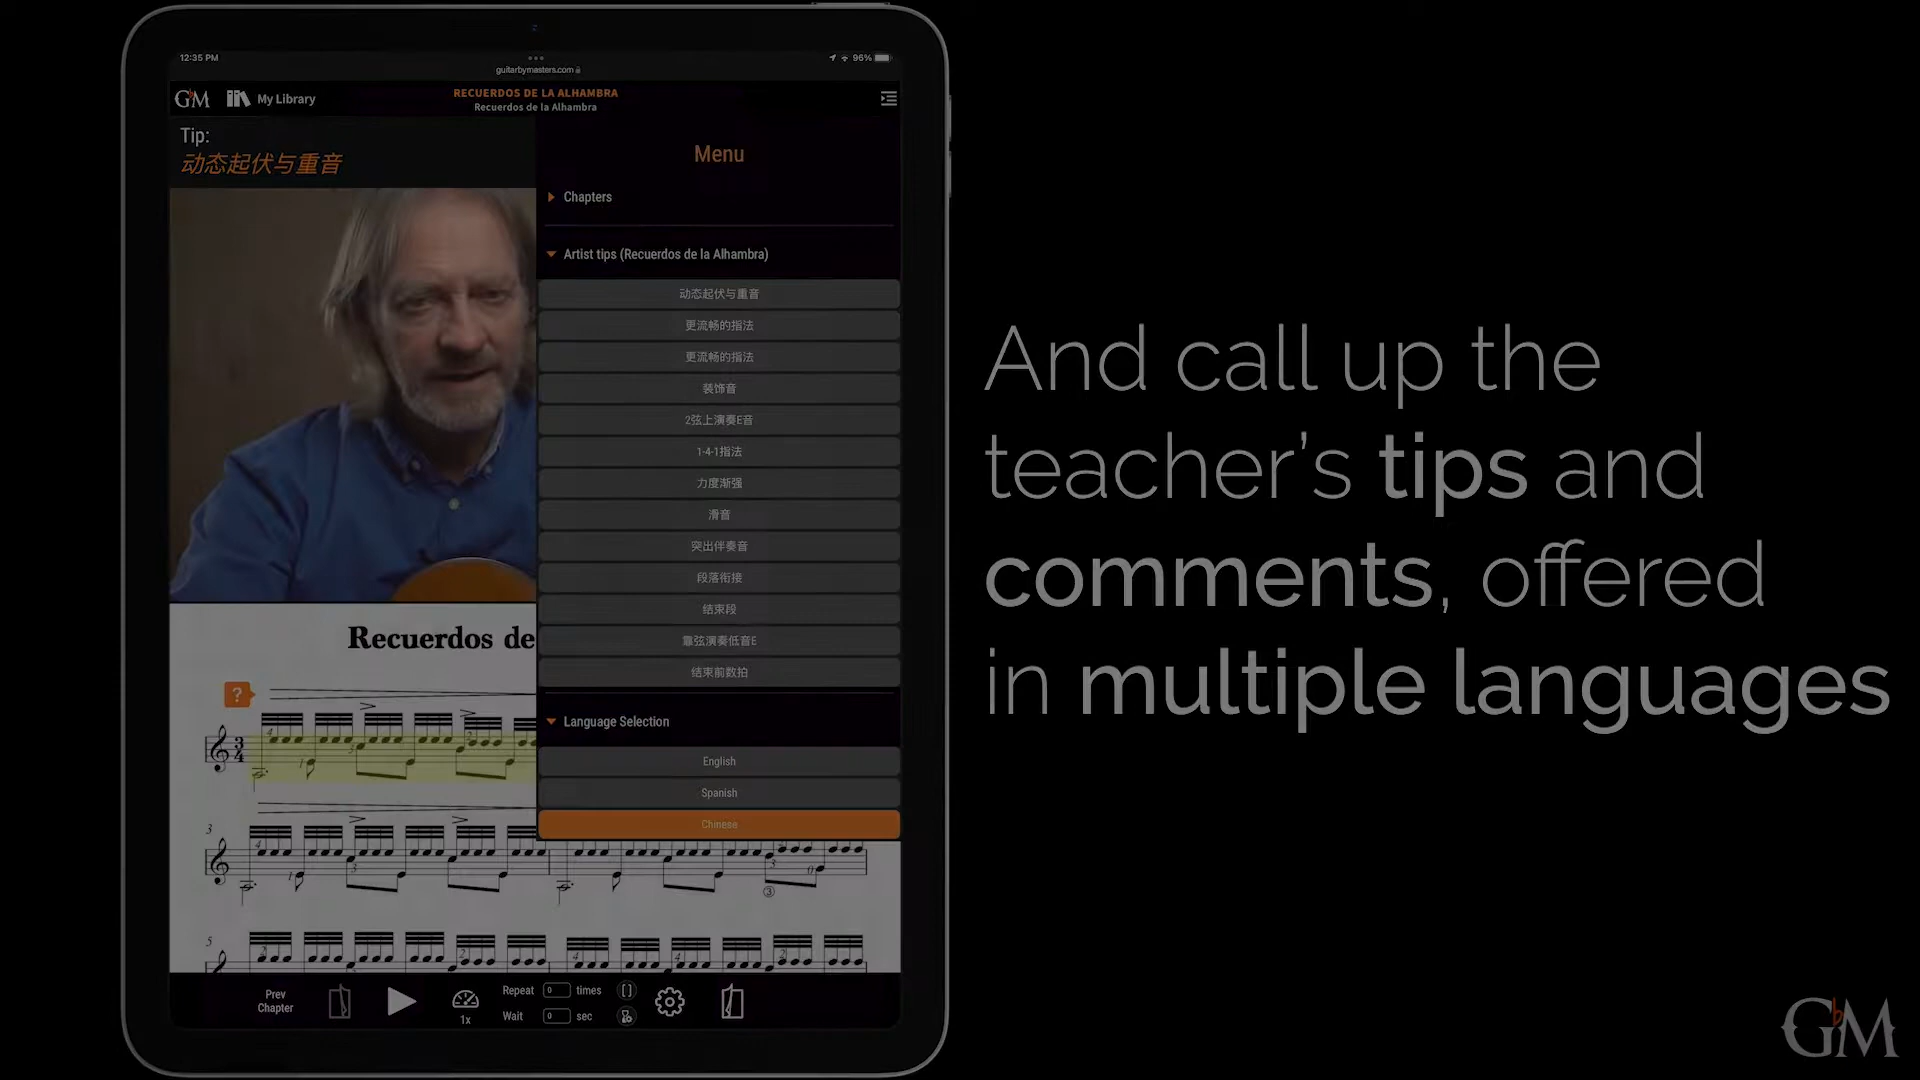 12:35 PM
guitarbymasters.com
96%
GbM
My Library
RECUERDOS DE LA ALHAMBRA
Recuerdos de la Alhambra
Tip:
动态起伏与重音
Menu
Chapters
Artist tips (Recuerdos de la Alhambra)
动态起伏与重音
更流畅的指法
更流畅的指法
装饰音
2弦上演奏E音
1-4-1指法
力度渐强
滑音
突出伴奏音
段落衔接
结束段
靠弦演奏低音E
结束前数拍
Language Selection
English
Spanish
Chinese
Recuerdos de
?
3
5
Prev
Chapter
1x
Repeat 0 times
Wait 0 sec
And call up the
teacher’s tips and
comments, offered
in multiple languages
GbM